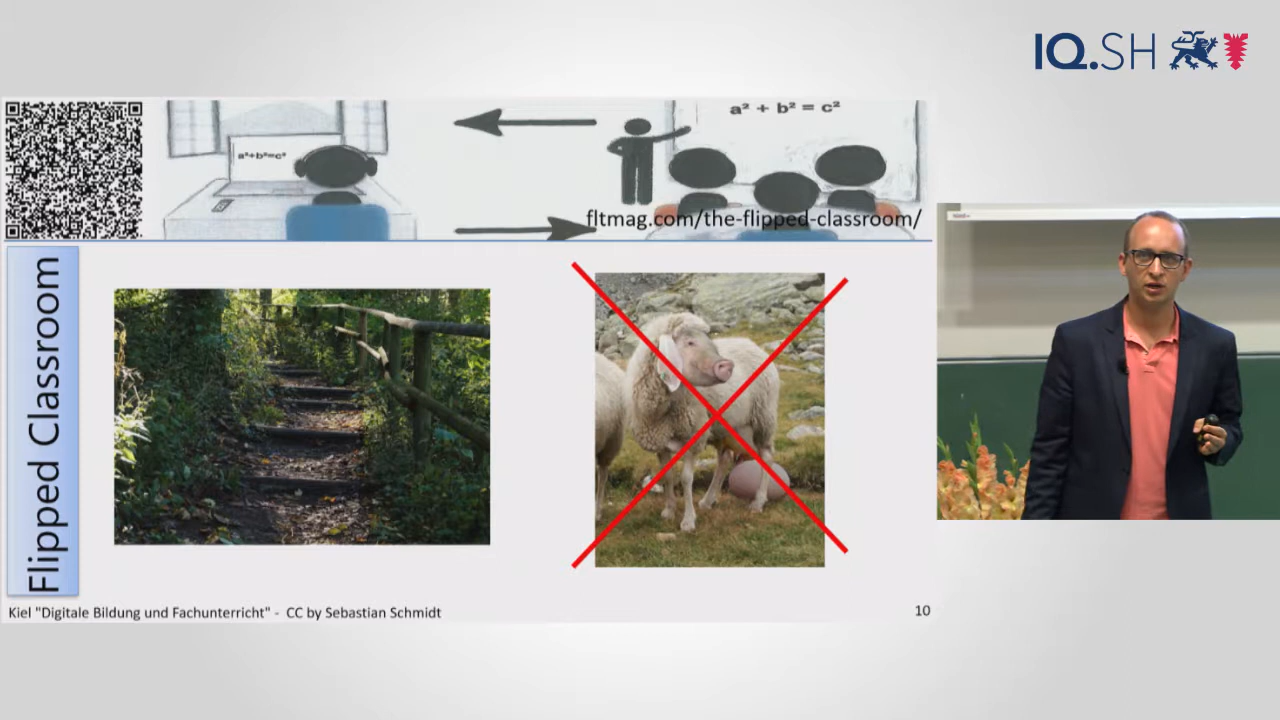 IQ.SH
a²+b²=c²
a² + b² = c²
fltmag.com/the-flipped-classroom/
Flipped Classroom
Kiel "Digitale Bildung und Fachunterricht" - CC by Sebastian Schmidt
10